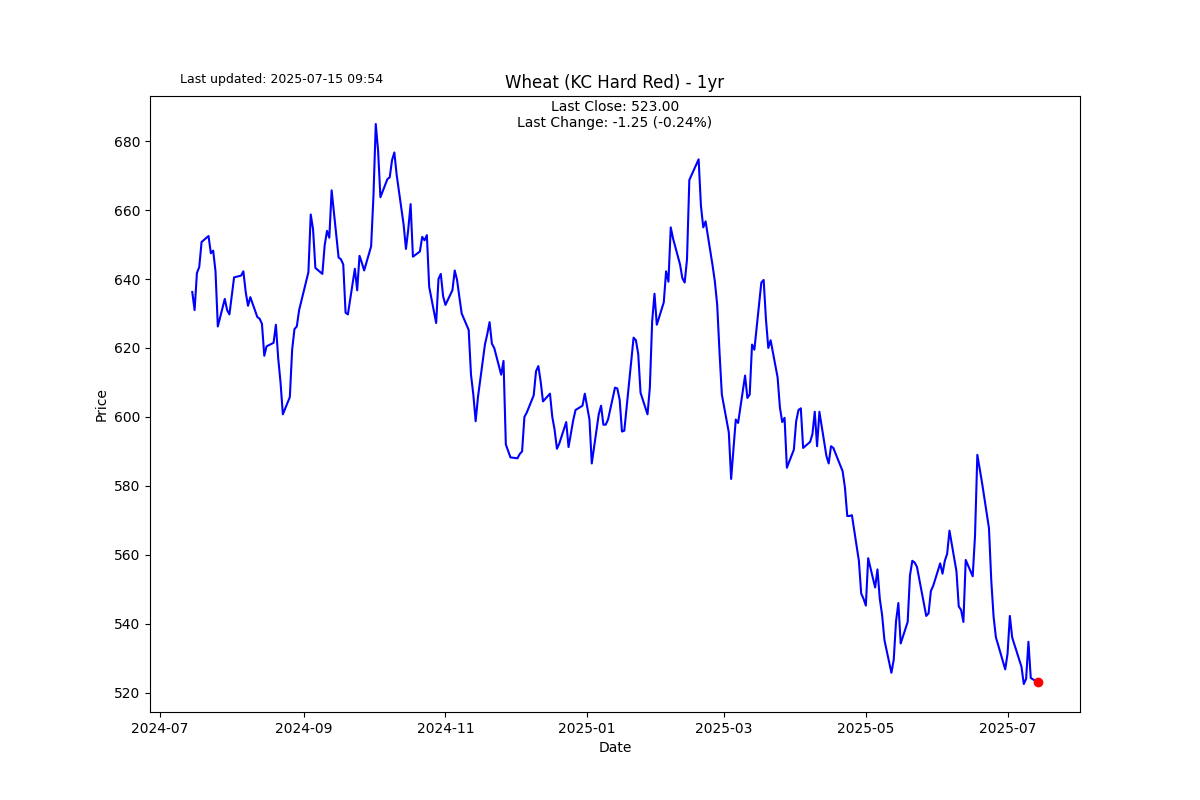 Last updated: 2025-07-15 09:54
Wheat (KC Hard Red) - 1yr
Last Close: 523.00
Last Change: -1.25 (-0.24%)
680
660
640
620
600
580
560
540
520
Price
2024-07
2024-09
2024-11
2025-01
2025-03
2025-05
2025-07
Date